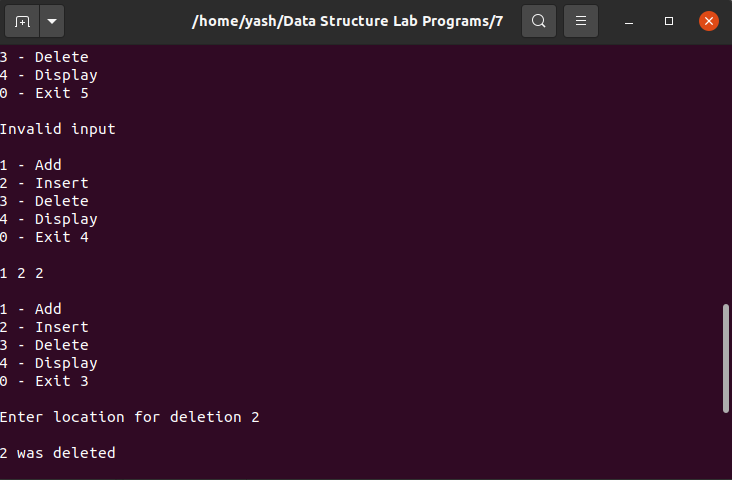 /home/yash/Data Structure Lab Programs/7
3 - Delete
4 - Display
0 - Exit 5
Invalid input
1 - Add
2 - Insert
3 - Delete
4 - Display
0 - Exit 4
1 2 2
1 - Add
2 - Insert
3 - Delete
4 - Display
0 - Exit 3
Enter location for deletion 2
2 was deleted